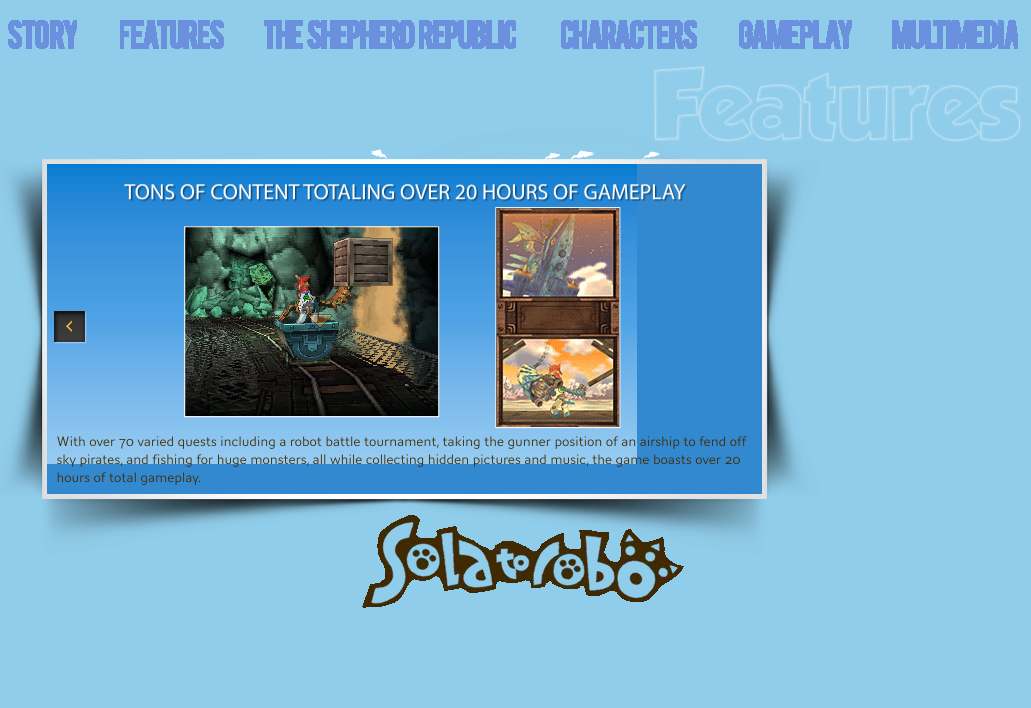 STORY FEATURES THE SHEPHERD REPUBLIC CHARACTERS GAMEPLAY MULTIMEDIA
Features
TONS OF CONTENT TOTALING OVER 20 HOURS OF GAMEPLAY
With over 70 varied quests including a robot battle tournament, taking the gunner position of an airship to fend off
sky pirates, and fishing for huge monsters, all while collecting hidden pictures and music, the game boasts over 20
hours of total gameplay.
Solatorobo